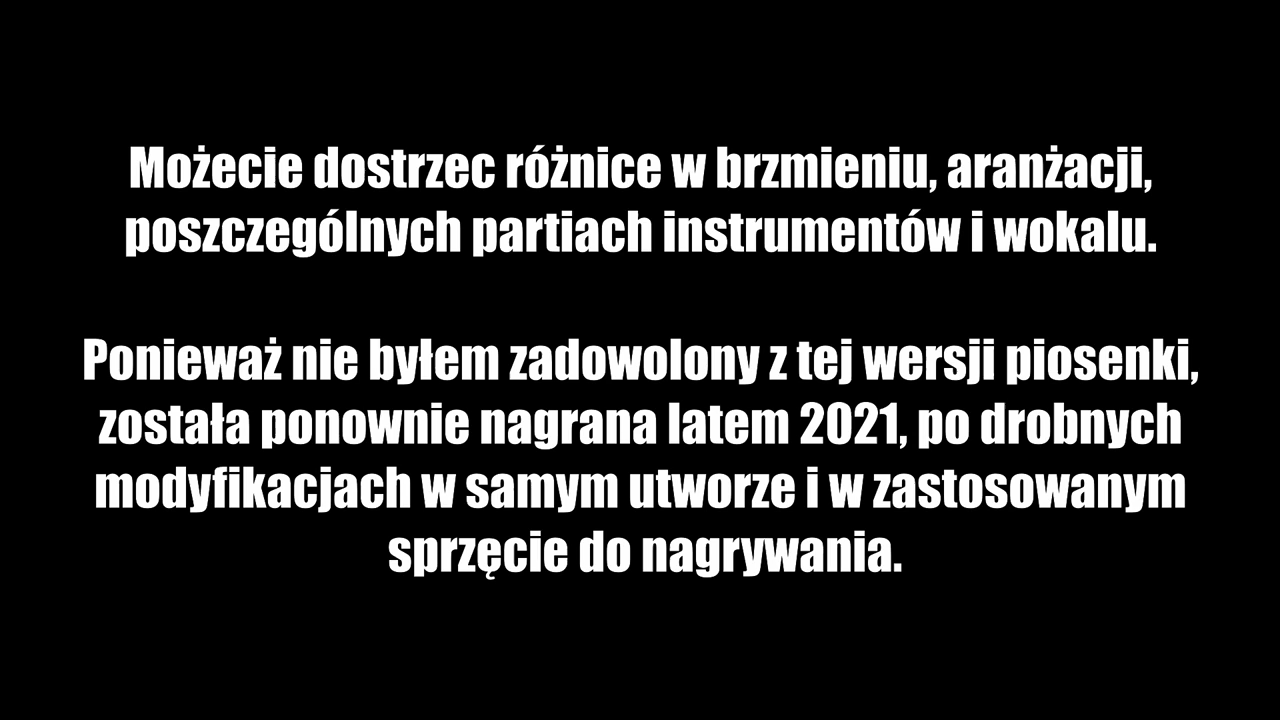 Możecie dostrzec różnice w brzmieniu, aranżacji,
poszczególnych partiach instrumentów i wokalu.
Ponieważ nie byłem zadowolony z tej wersji piosenki,
została ponownie nagrana latem 2021, po drobnych
modyfikacjach w samym utworze i w zastosowanym
sprzęcie do nagrywania.